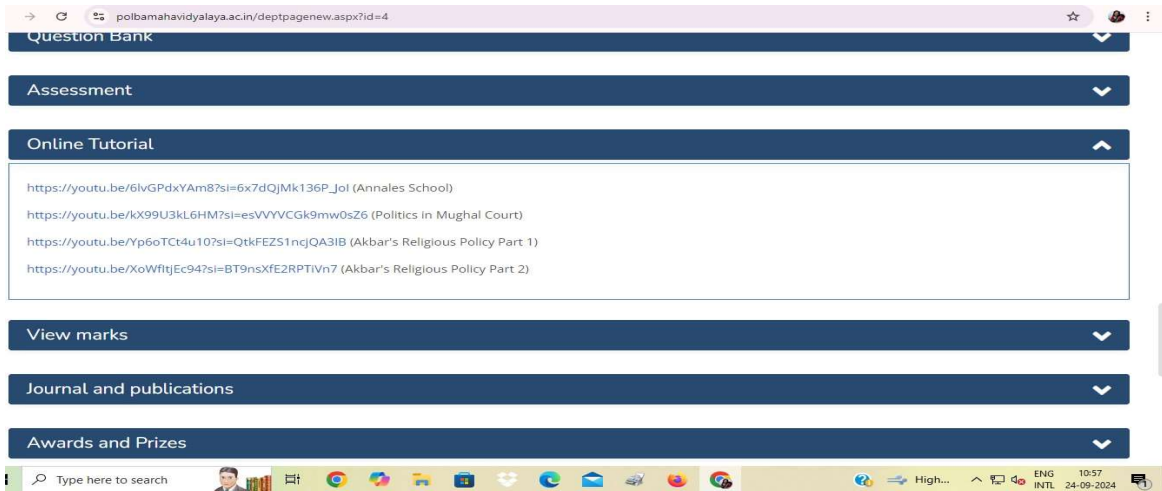 polbamahavidyalaya.ac.in/deptpagenew.aspx?id=4
Question Bank
Assessment
Online Tutorial
https://youtu.be/6lvGPdxYAm8?si=6x7dQjMk136P_JoI (Annales School)
https://youtu.be/kX99U3kL6HM?si=esVVYVCGk9mw0sZ6 (Politics in Mughal Court)
https://youtu.be/Yp6oTCt4u10?si=QtkFEZS1ncjQA3IB (Akbar's Religious Policy Part 1)
https://youtu.be/XoWfItjEc94?si=BT9nsXfE2RPTiVn7 (Akbar's Religious Policy Part 2)
View marks
Journal and publications
Awards and Prizes
Type here to search
High...
ENG
INTL
10:57
24-09-2024